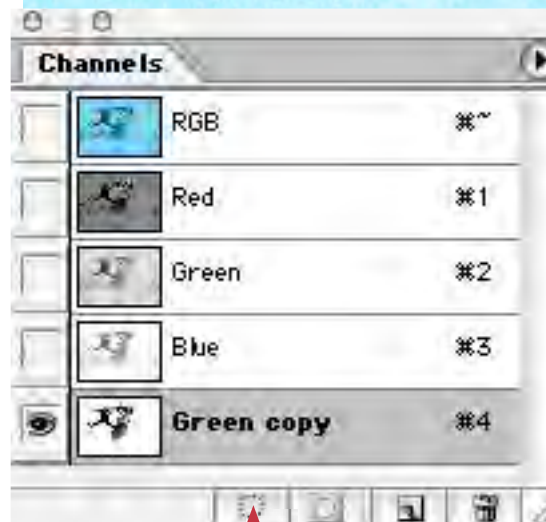 Channels
RGB ⌘~
Red ⌘1
Green ⌘2
Blue ⌘3
Green copy ⌘4